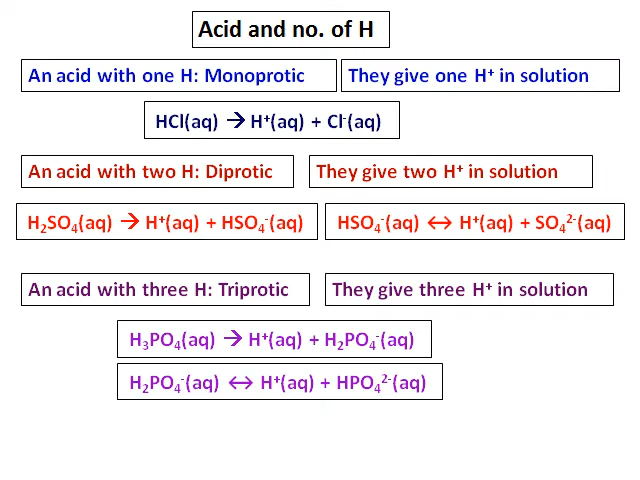 Acid and no. of H
An acid with one H: Monoprotic
They give one H⁺ in solution
HCl(aq) → H⁺(aq) + Cl⁻(aq)
An acid with two H: Diprotic
They give two H⁺ in solution
H₂SO₄(aq) → H⁺(aq) + HSO₄⁻(aq)
HSO₄⁻(aq) ↔ H⁺(aq) + SO₄²⁻(aq)
An acid with three H: Triprotic
They give three H⁺ in solution
H₃PO₄(aq) → H⁺(aq) + H₂PO₄⁻(aq)
H₂PO₄⁻(aq) ↔ H⁺(aq) + HPO₄²⁻(aq)